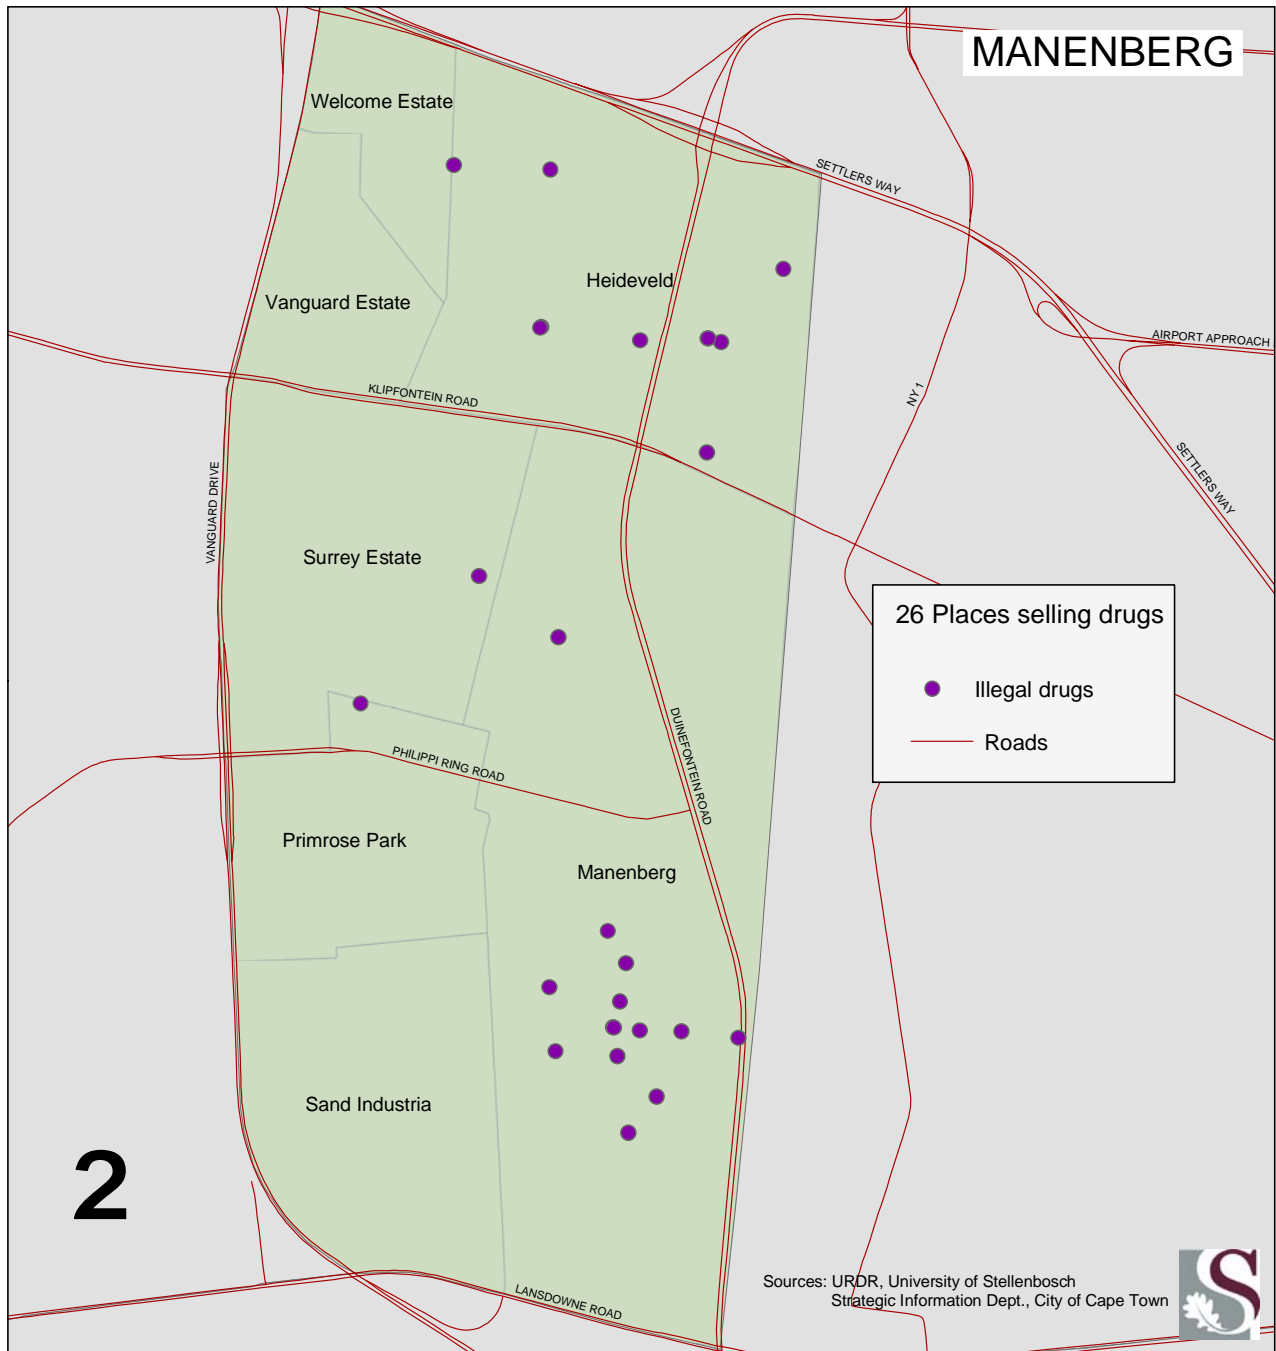 MANENBERG
Welcome Estate
SETTLERS WAY
Heideveld
Vanguard Estate
AIRPORT APPROACH
KLIPFONTEIN ROAD
NY 1
SETTLERS WAY
VANGUARD DRIVE
Surrey Estate
26 Places selling drugs
Illegal drugs
Roads
DUINEFONTEIN ROAD
PHILIPPI RING ROAD
Primrose Park
Manenberg
Sand Industria
2
LANSDOWNE ROAD
Sources: URDR, University of Stellenbosch
Strategic Information Dept., City of Cape Town
S